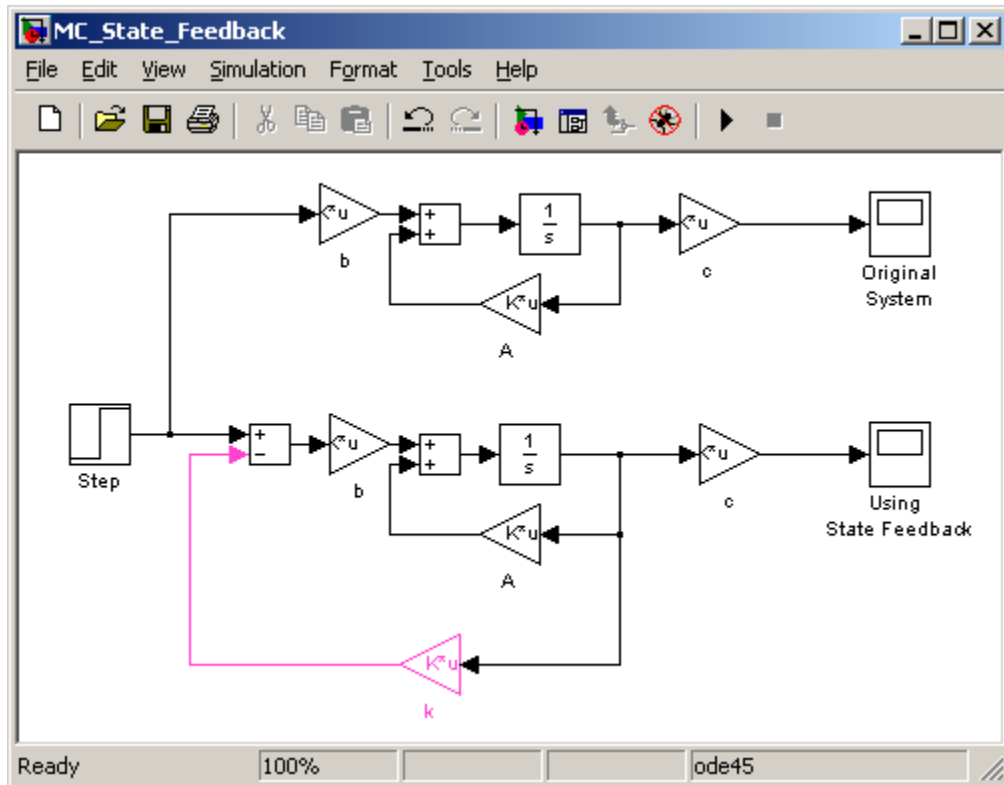 MC_State_Feedback
File Edit View Simulation Format Tools Help
u
b
+
+
1
s
K*u
A
u
c
Original
System
Step
+
−
u
b
+
+
1
s
K*u
A
u
c
Using
State Feedback
K*u
k
Ready 100% ode45